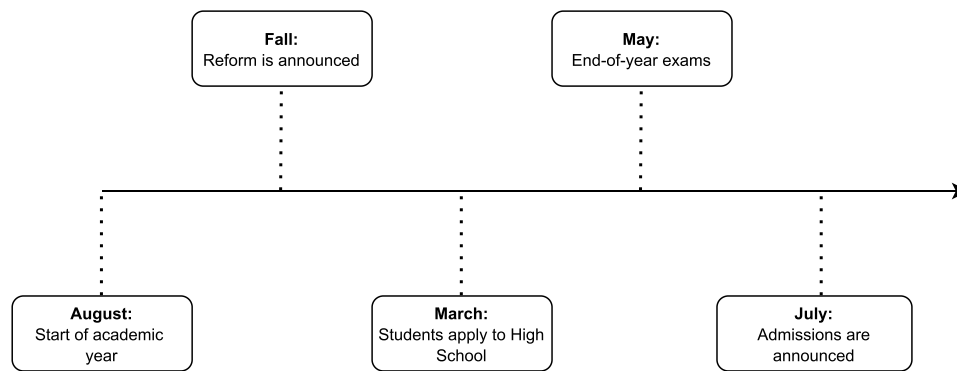 Fall:
Reform is announced
May:
End-of-year exams
August:
Start of academic
year
March:
Students apply to High
School
July:
Admissions are
announced